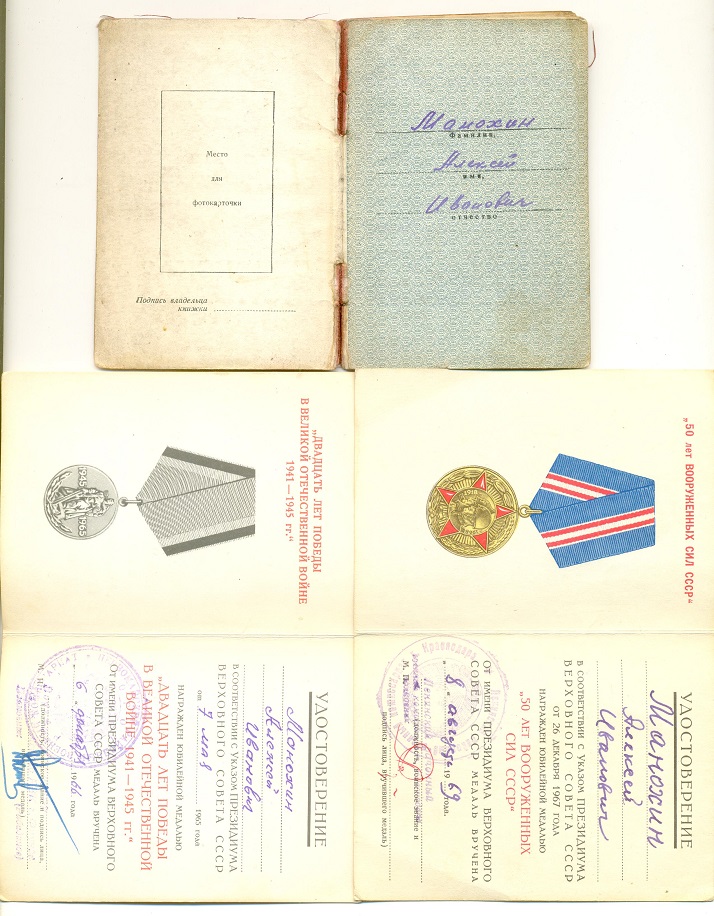 Место
для
фотокарточки
Подпись владельца
книжки
Манохин
Фамилия,
Алексей
имя,
Иванович
отчество
„ДВАДЦАТЬ ЛЕТ ПОБЕДЫ
В ВЕЛИКОЙ ОТЕЧЕСТВЕННОЙ ВОЙНЕ
1941—1945 гг.“
1945
1965
УДОСТОВЕРЕНИЕ
Манохин
Алексей
Иванович
В СООТВЕТСТВИИ С УКАЗОМ ПРЕЗИДИУМА
ВЕРХОВНОГО СОВЕТА СССР
от 7 мая 1965 года
НАГРАЖДЕН ЮБИЛЕЙНОЙ МЕДАЛЬЮ
„ДВАДЦАТЬ ЛЕТ ПОБЕДЫ
В ВЕЛИКОЙ ОТЕЧЕСТВЕННОЙ
ВОЙНЕ 1941—1945 гг.“
ОТ ИМЕНИ ПРЕЗИДИУМА ВЕРХОВНОГО
СОВЕТА СССР МЕДАЛЬ ВРУЧЕНА
6 1966 года
М. П.
„50 лет ВООРУЖЕННЫХ СИЛ СССР“
1918
УДОСТОВЕРЕНИЕ
Манохин
Алексей
Иванович
В СООТВЕТСТВИИ С УКАЗОМ ПРЕЗИДИУМА
ВЕРХОВНОГО СОВЕТА СССР
от 26 ДЕКАБРЯ 1967 ГОДА
НАГРАЖДЕН ЮБИЛЕЙНОЙ МЕДАЛЬЮ
„50 ЛЕТ ВООРУЖЕННЫХ
СИЛ СССР“
ОТ ИМЕНИ ПРЕЗИДИУМА ВЕРХОВНОГО
СОВЕТА СССР МЕДАЛЬ ВРУЧЕНА
„8“ августа 1969 года.
М. П.
подпись лица, вручившего медаль)